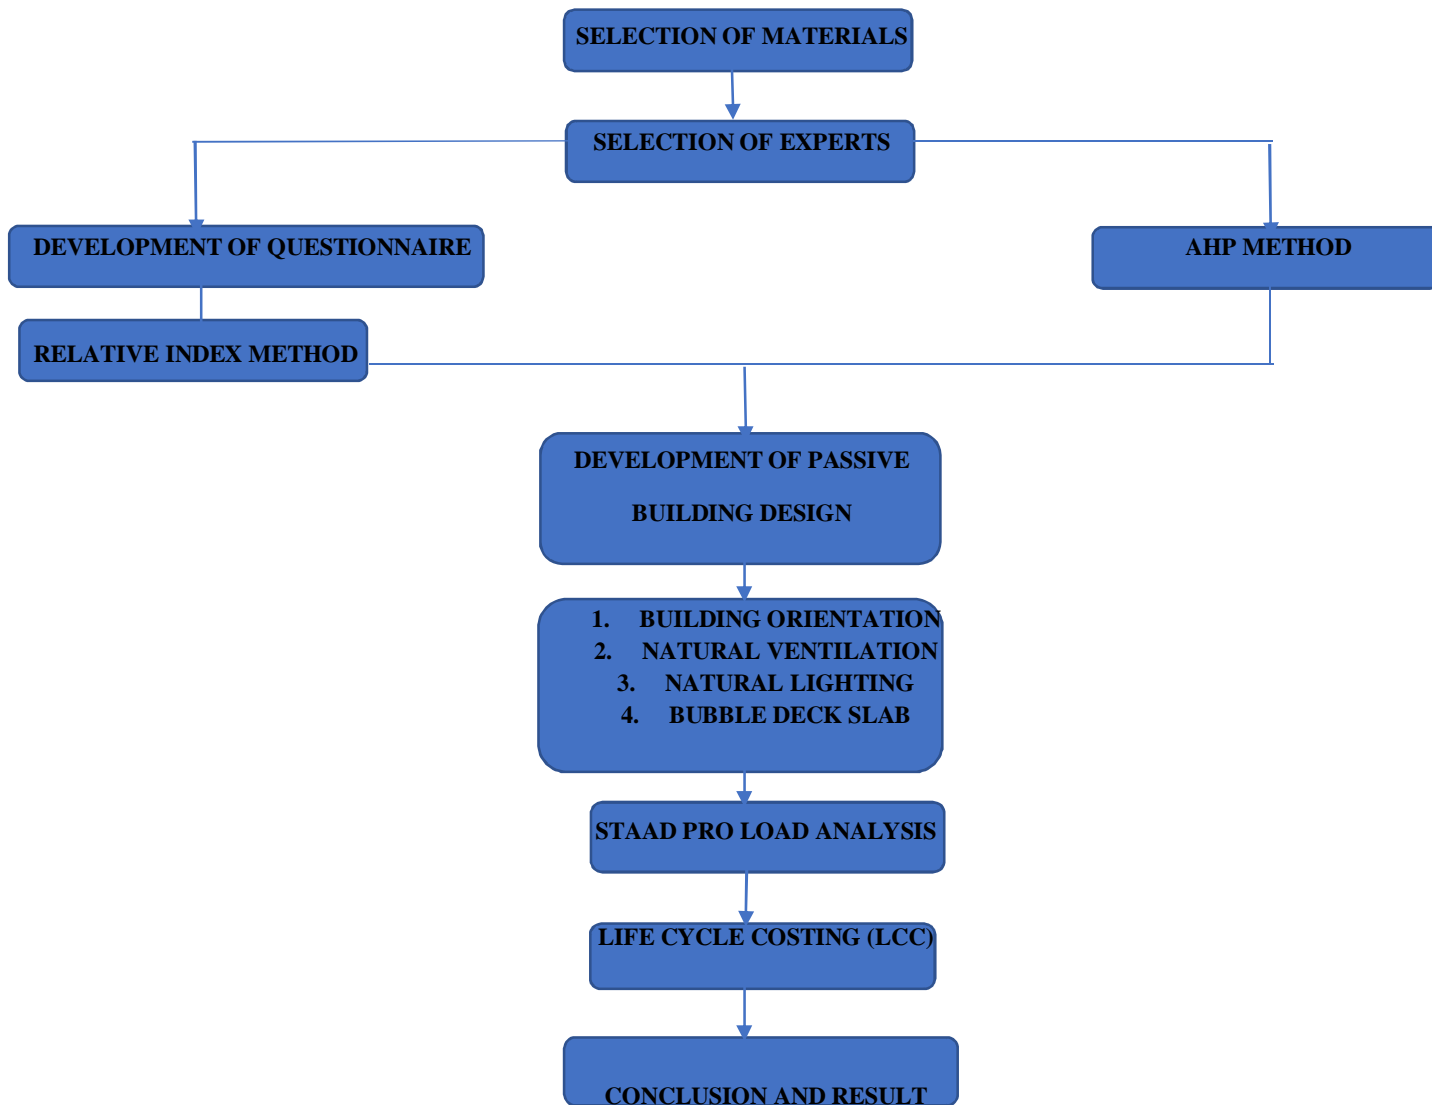 SELECTION OF MATERIALS
SELECTION OF EXPERTS
DEVELOPMENT OF QUESTIONNAIRE
AHP METHOD
RELATIVE INDEX METHOD
DEVELOPMENT OF PASSIVE
BUILDING DESIGN
1. BUILDING ORIENTATION
2. NATURAL VENTILATION
3. NATURAL LIGHTING
4. BUBBLE DECK SLAB
STAAD PRO LOAD ANALYSIS
LIFE CYCLE COSTING (LCC)
CONCLUSION AND RESULT